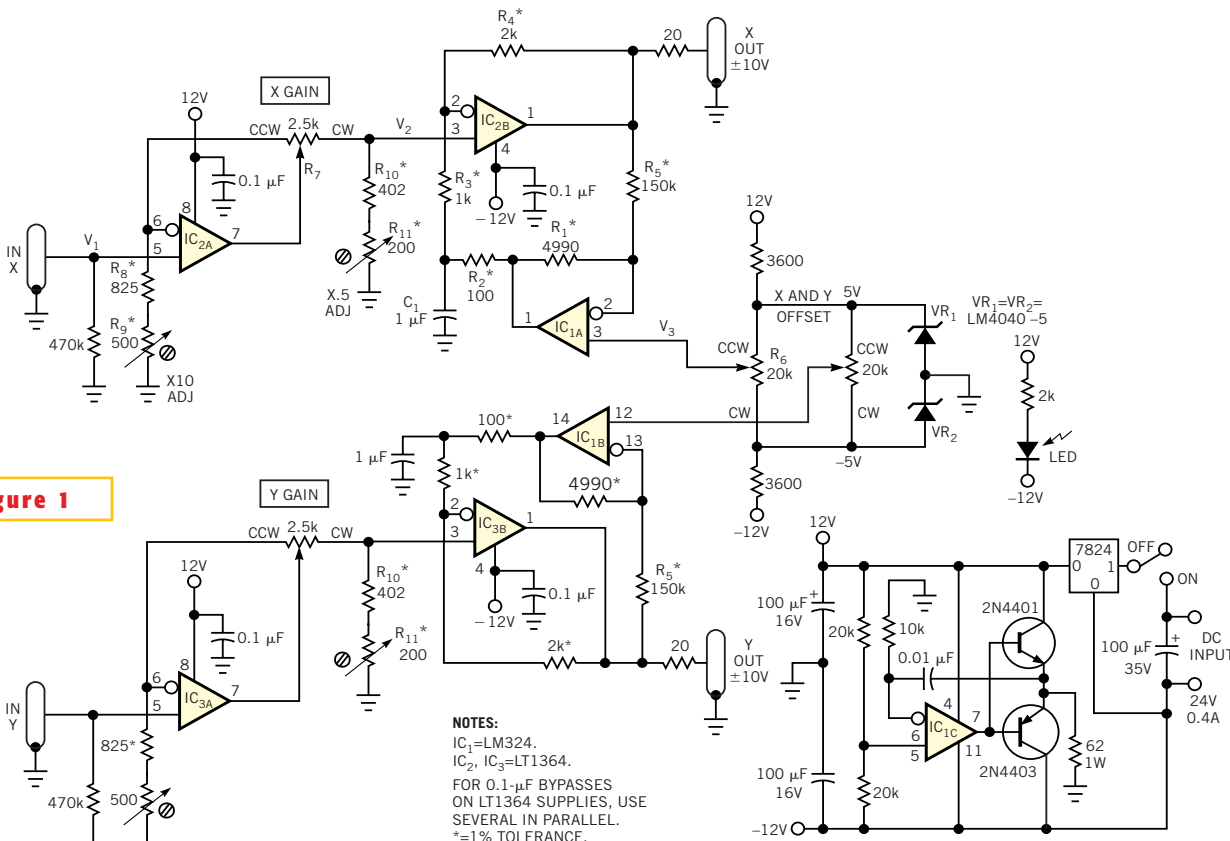 R4*
2k
20
X
OUT
±10V
X GAIN
12V
CCW
2.5k
CW
R7
V2
2
3
IC2B
1
4
0.1 µF
R10*
402
R3*
1k
−12V
0.1 µF
R5*
150k
IN
X
V1
8
6
5
IC2A
7
R8*
825
R9*
500
470k
X10
ADJ
R11*
200
X.5
ADJ
R1*
4990
R2*
100
C1
1 µF
1
IC1A
2
3
V3
12V
3600
X AND Y
OFFSET
5V
VR1
VR1=VR2=
LM4040 –5
12V
2k
LED
−12V
CCW
R6
20k
CCW
20k
CW
CW
VR2
−5V
3600
−12V
100*
14
IC1B
12
13
1 µF
1k*
4990*
gure 1
Y GAIN
CCW
2.5k
CW
2
3
IC3B
1
4
12V
0.1 µF
R10*
402
−12V
0.1 µF
R5*
150k
R11*
200
2k*
20
Y
OUT
±10V
IN
Y
8
6
5
IC3A
7
825*
470k
500
NOTES:
IC1=LM324.
IC2, IC3=LT1364.
FOR 0.1-µF BYPASSES
ON LT1364 SUPPLIES, USE
SEVERAL IN PARALLEL.
*=1% TOLERANCE.
12V
7824
0
1
0
OFF
ON
100 µF
16V
+
20k
10k
0.01 µF
2N4401
100 µF
35V
+
DC
INPUT
24V
0.4A
4
IC1C
6
5
7
11
2N4403
62
1W
100 µF
16V
20k
−12V